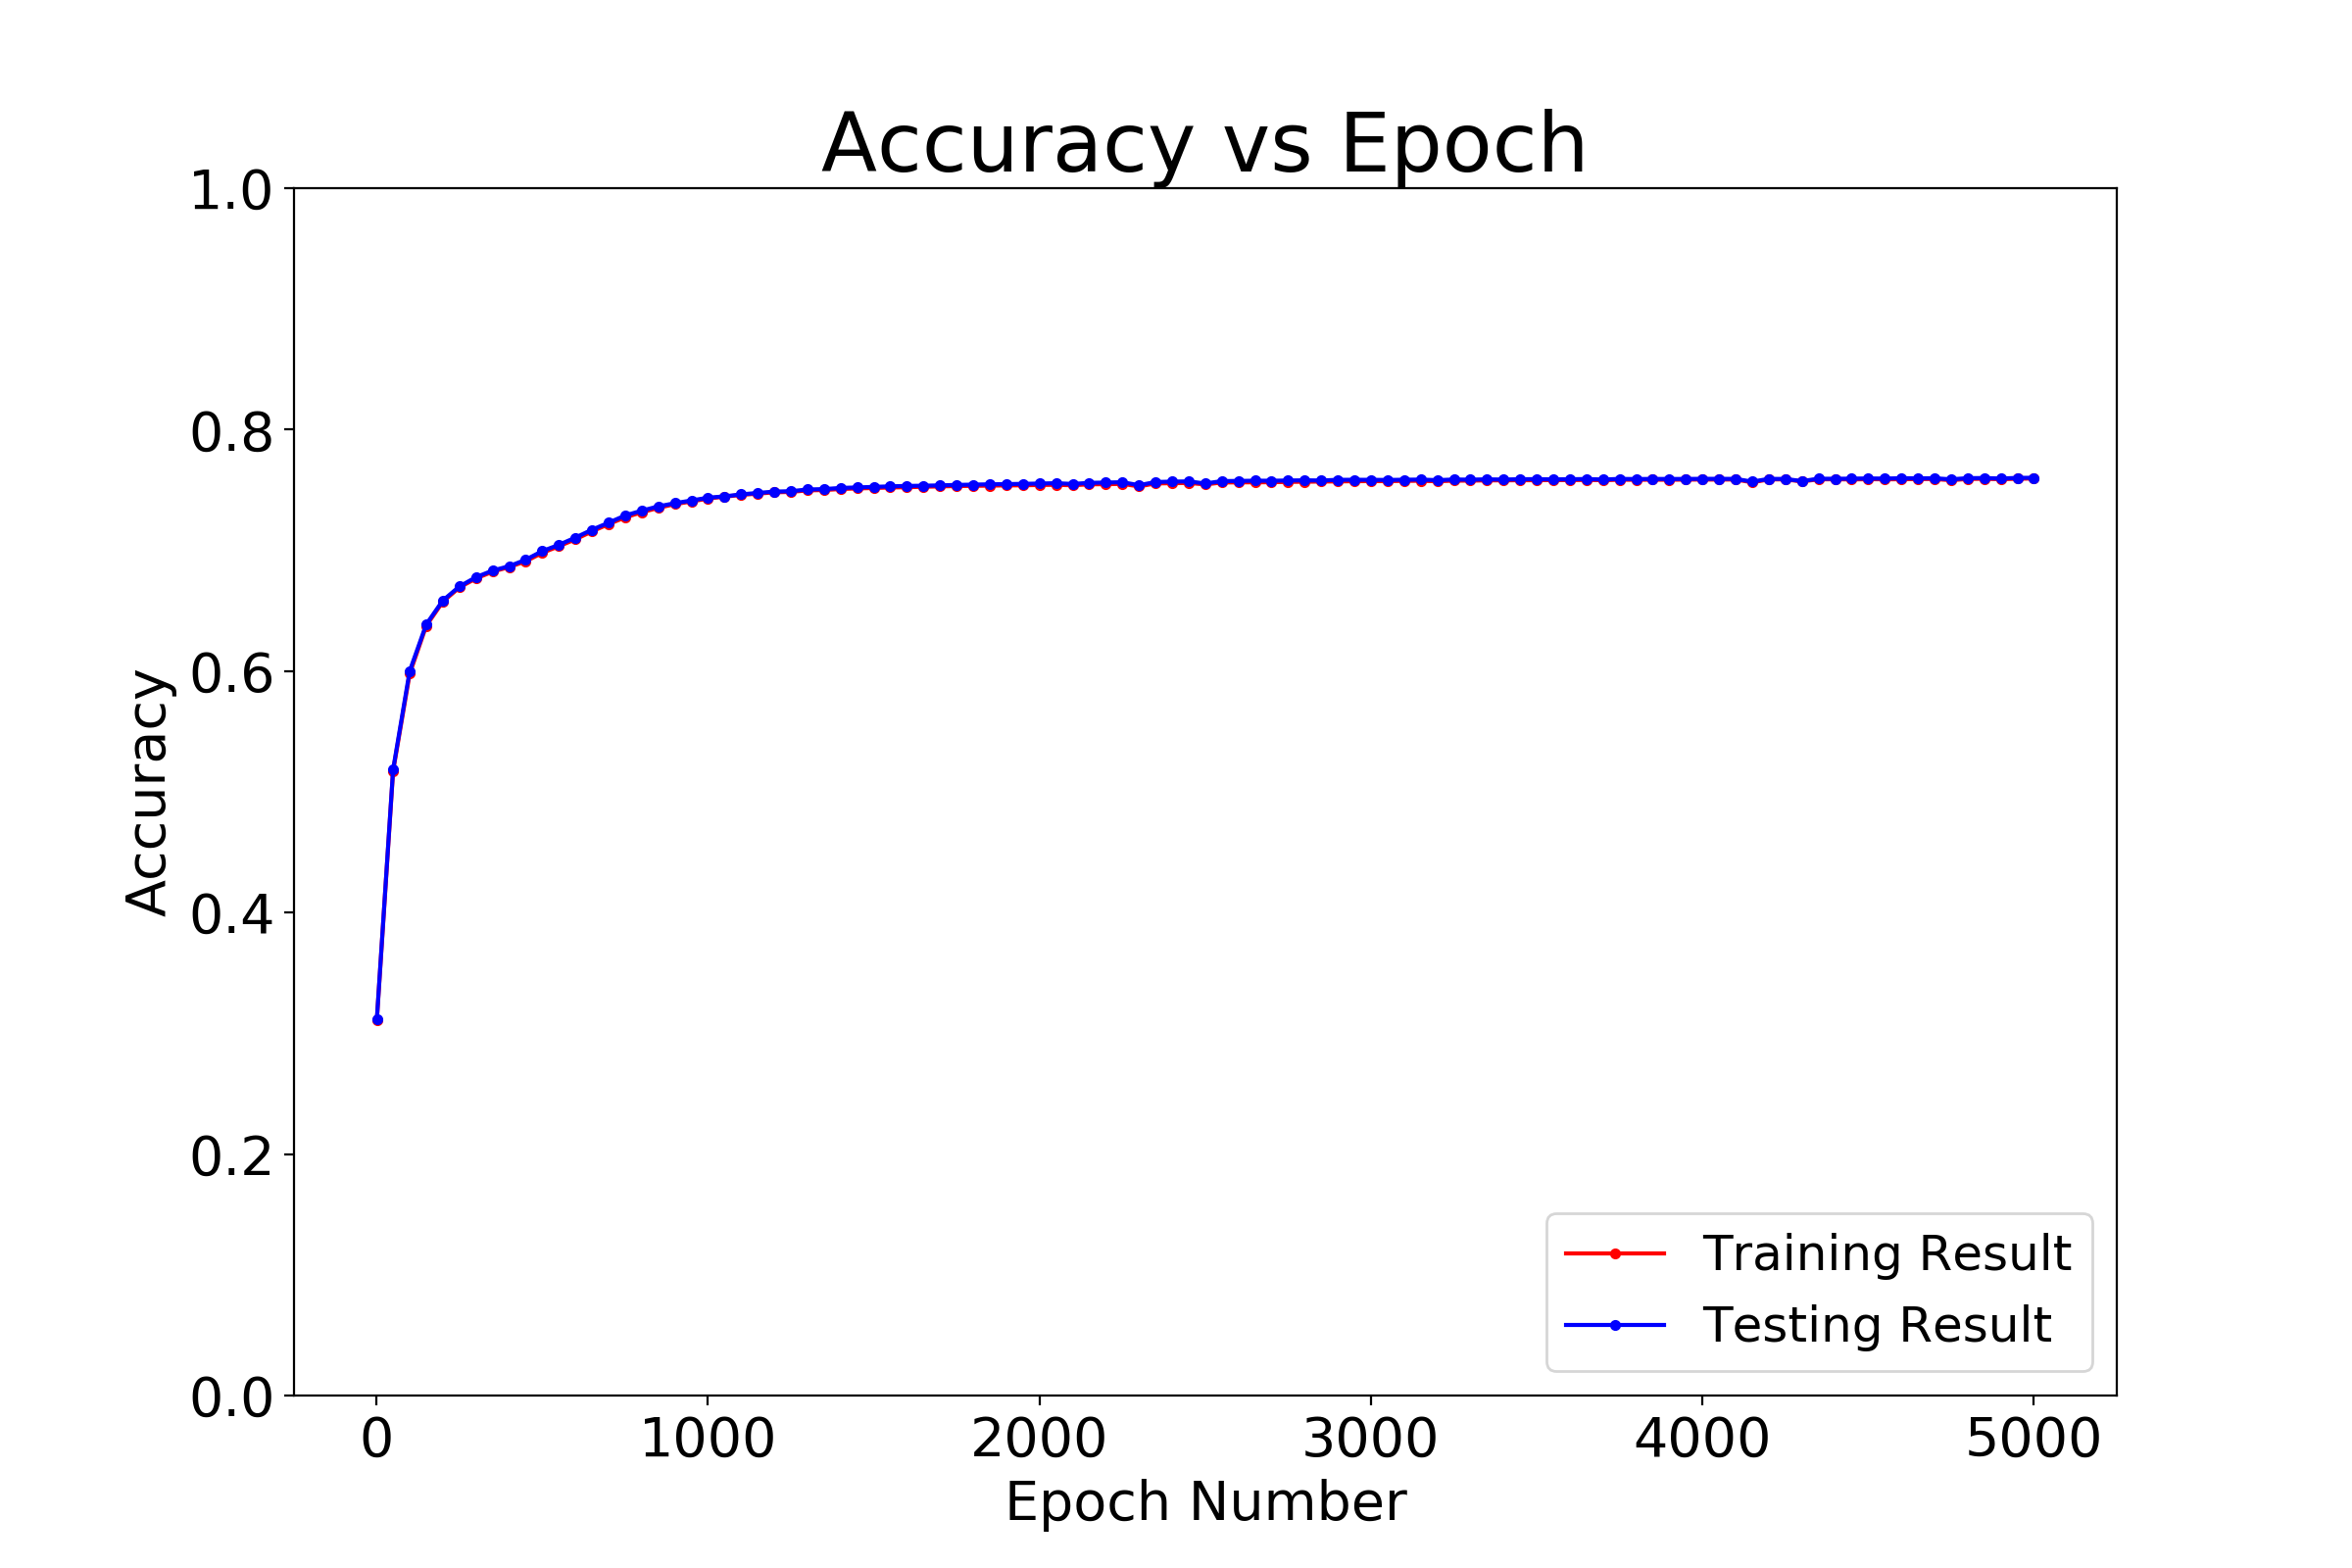 Accuracy vs Epoch
1.0
0.8
0.6
0.4
0.2
0.0
Accuracy
0 1000 2000 3000 4000 5000
Epoch Number
Training Result
Testing Result